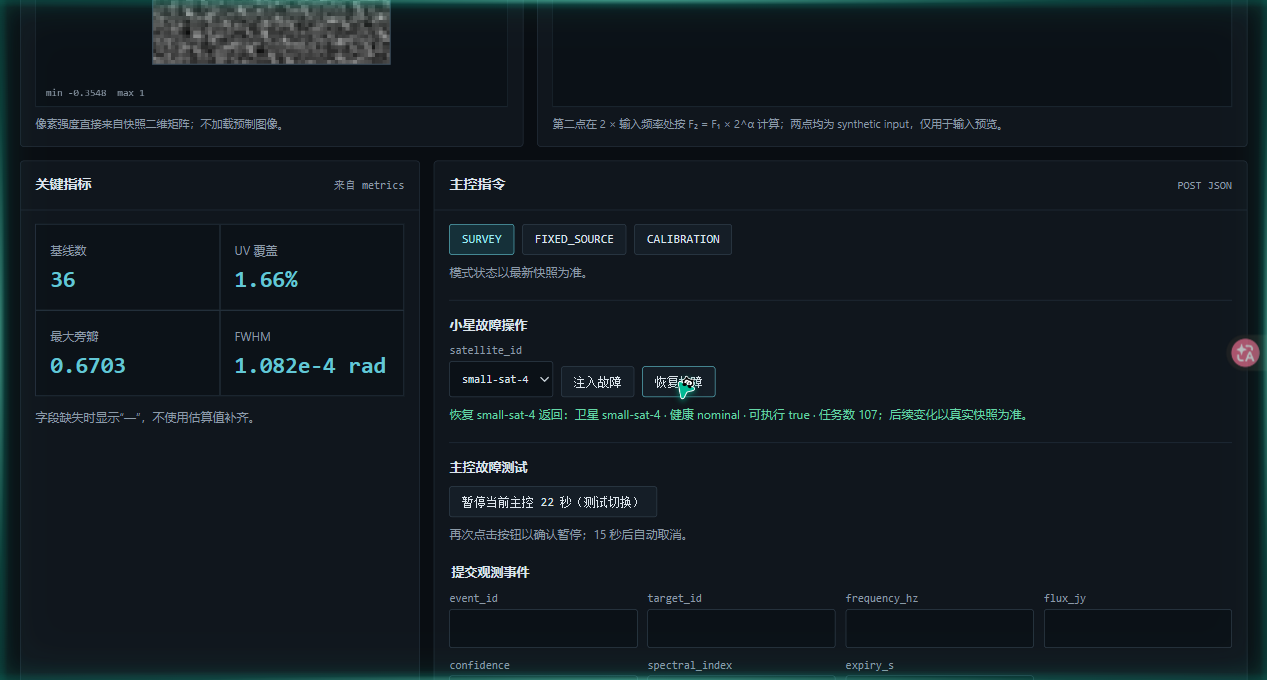 min -0.3548 max 1
像素强度直接来自快照二维矩阵；不加载预制图像。
第二点在 2 × 输入频率处按 F₂ = F₁ × 2^α 计算；两点均为 synthetic input，仅用于输入预览。
关键指标
来自 metrics
基线数
36
UV 覆盖
1.66%
最大旁瓣
0.6703
FWHM
1.082e-4 rad
字段缺失时显示“—”，不使用估算值补齐。
主控指令
POST JSON
SURVEY
FIXED_SOURCE
CALIBRATION
模式状态以最新快照为准。
小星故障操作
satellite_id
small-sat-4
注入故障
恢复故障
恢复 small-sat-4 返回：卫星 small-sat-4 · 健康 nominal · 可执行 true · 任务数 107；后续变化以真实快照为准。
主控故障测试
暂停当前主控 22 秒（测试切换）
再次点击按钮以确认暂停；15 秒后自动取消。
提交观测事件
event_id
target_id
frequency_hz
flux_jy
confidence
spectral_index
expiry_s